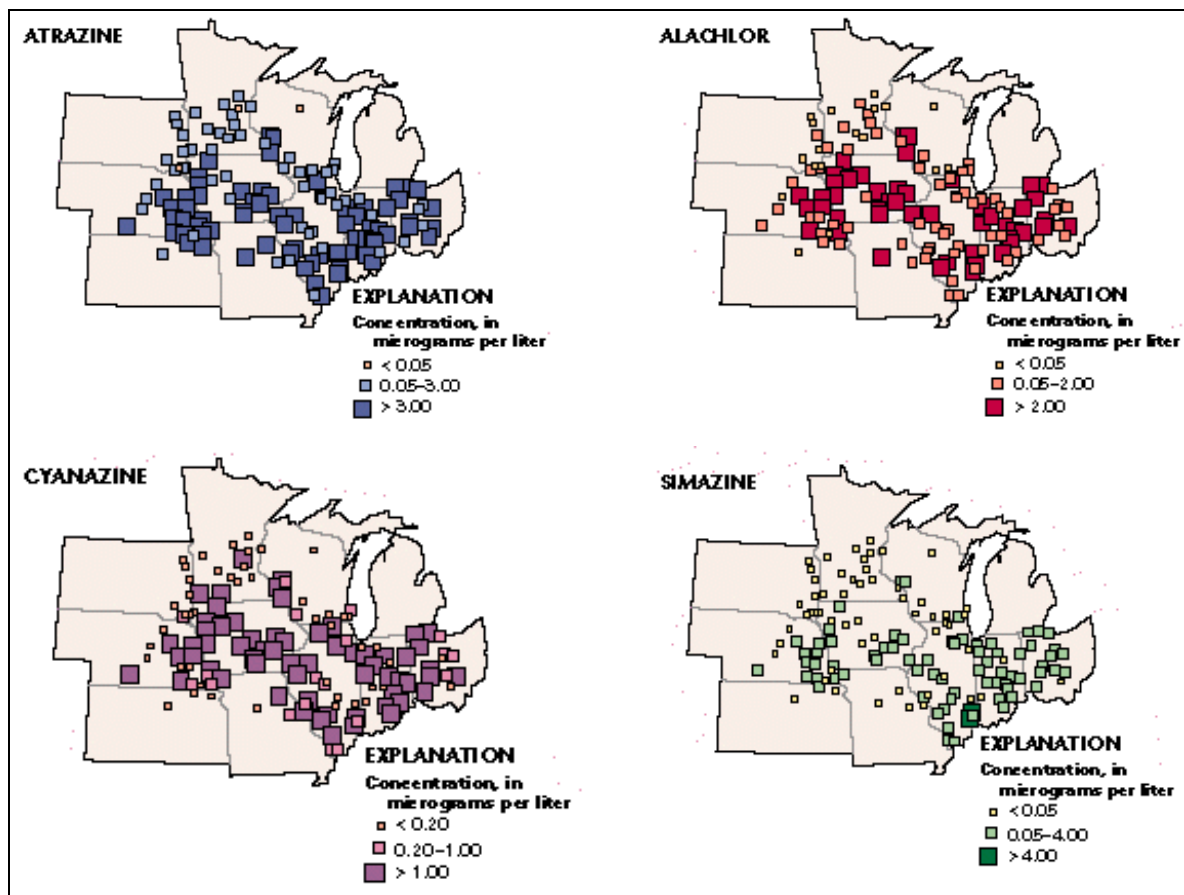 ATRAZINE
EXPLANATION
Concentration, in
micrograms per liter
< 0.05
0.05–3.00
> 3.00
ALACHLOR
EXPLANATION
Concentration, in
micrograms per liter
< 0.05
0.05–2.00
> 2.00
CYANAZINE
EXPLANATION
Concentration, in
micrograms per liter
< 0.20
0.20–1.00
> 1.00
SIMAZINE
EXPLANATION
Concentration, in
micrograms per liter
< 0.05
0.05–4.00
>4.00